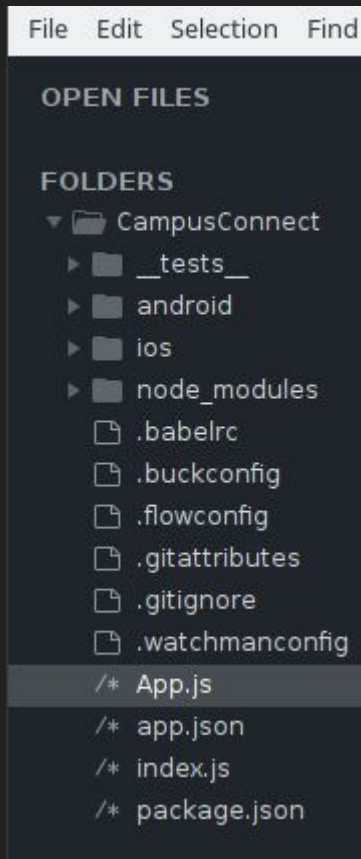 File Edit Selection Find
OPEN FILES
FOLDERS
CampusConnect
__tests__
android
ios
node_modules
.babelrc
.buckconfig
.flowconfig
.gitattributes
.gitignore
.watchmanconfig
/* App.js
/* app.json
/* index.js
/* package.json